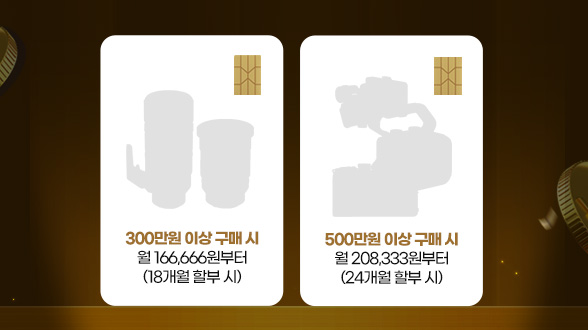 300만원 이상 구매 시
월 166,666원부터
(18개월 할부 시)
500만원 이상 구매 시
월 208,333원부터
(24개월 할부 시)